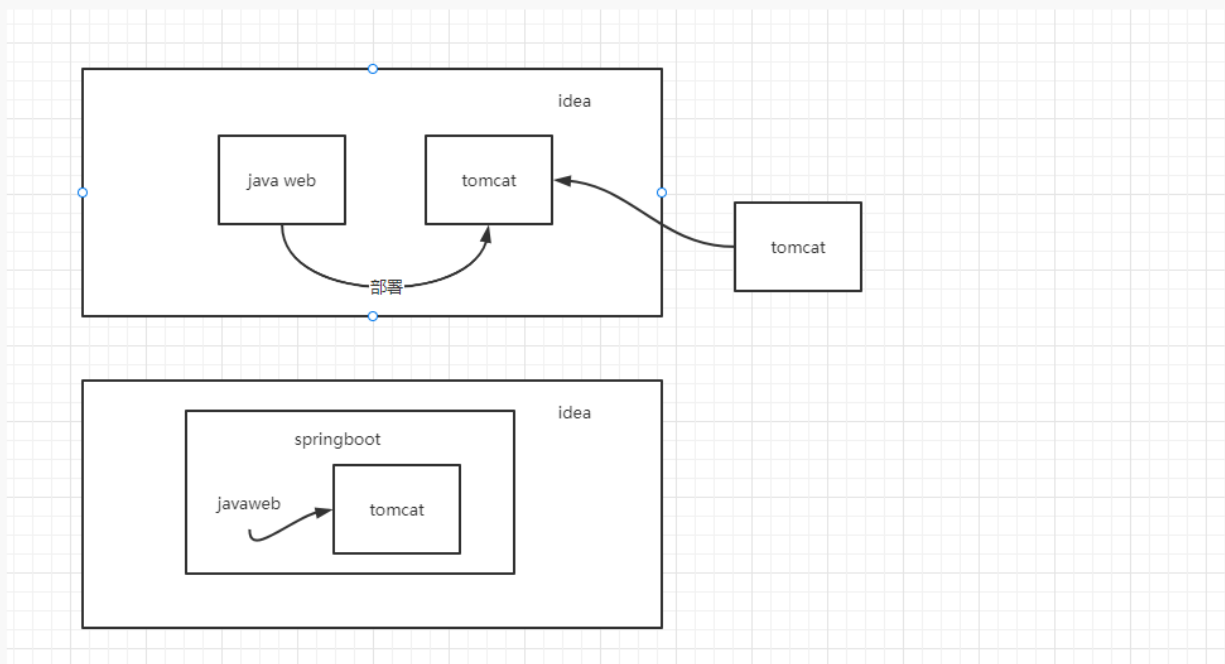 idea
java web
tomcat
tomcat
部署
idea
springboot
javaweb
tomcat